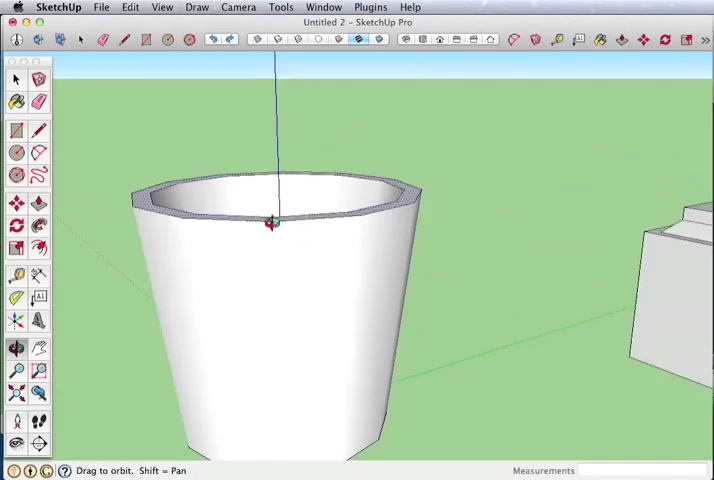 SketchUp File Edit View Draw Camera Tools Window Plugins Help
Untitled 2 - SketchUp Pro
A1
Drag to orbit. Shift = Pan
Measurements